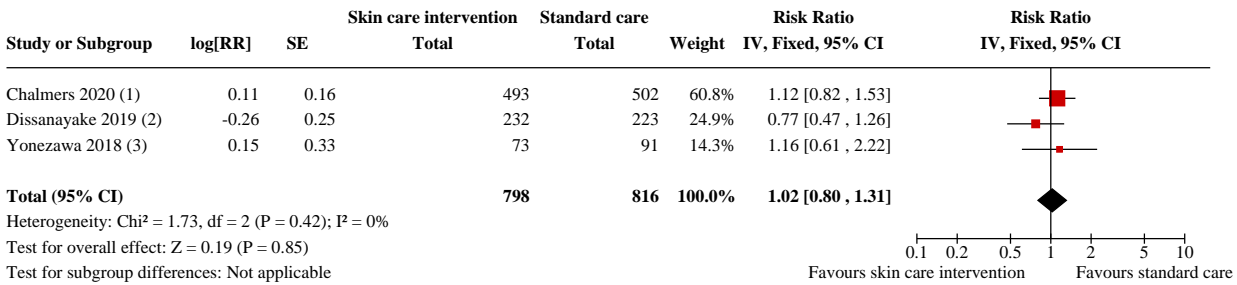 Skin care intervention Standard care Risk Ratio Risk Ratio
Study or Subgroup log[RR] SE Total Total Weight IV, Fixed, 95% CI IV, Fixed, 95% CI
Chalmers 2020 (1) 0.11 0.16 493 502 60.8% 1.12 [0.82 , 1.53]
Dissanayake 2019 (2) -0.26 0.25 232 223 24.9% 0.77 [0.47 , 1.26]
Yonezawa 2018 (3) 0.15 0.33 73 91 14.3% 1.16 [0.61 , 2.22]
Total (95% CI) 798 816 100.0% 1.02 [0.80 , 1.31]
Heterogeneity: Chi² = 1.73, df = 2 (P = 0.42); I² = 0%
Test for overall effect: Z = 0.19 (P = 0.85) 0.1 0.2 0.5 1 2 5 10
Test for subgroup differences: Not applicable Favours skin care intervention Favours standard care